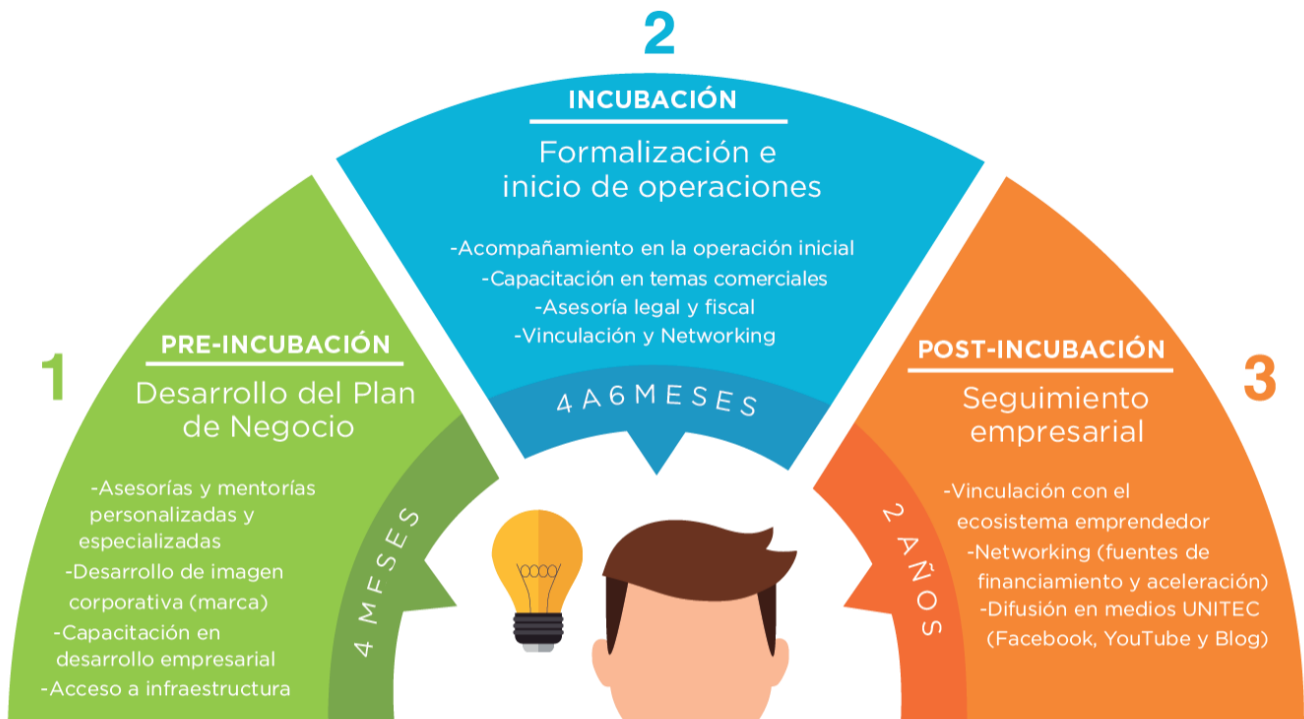 1
PRE-INCUBACIÓN
Desarrollo del Plan
de Negocio
-Asesorías y mentorías
personalizadas y
especializadas
-Desarrollo de imagen
corporativa (marca)
-Capacitación en
desarrollo empresarial
-Acceso a infraestructura
4 MESES
2
INCUBACIÓN
Formalización e
inicio de operaciones
-Acompañamiento en la operación inicial
-Capacitación en temas comerciales
-Asesoría legal y fiscal
-Vinculación y Networking
4 A 6 MESES
3
POST-INCUBACIÓN
Seguimiento
empresarial
-Vinculación con el
ecosistema emprendedor
-Networking (fuentes de
financiamiento y aceleración)
-Difusión en medios UNITEC
(Facebook, YouTube y Blog)
2 AÑOS